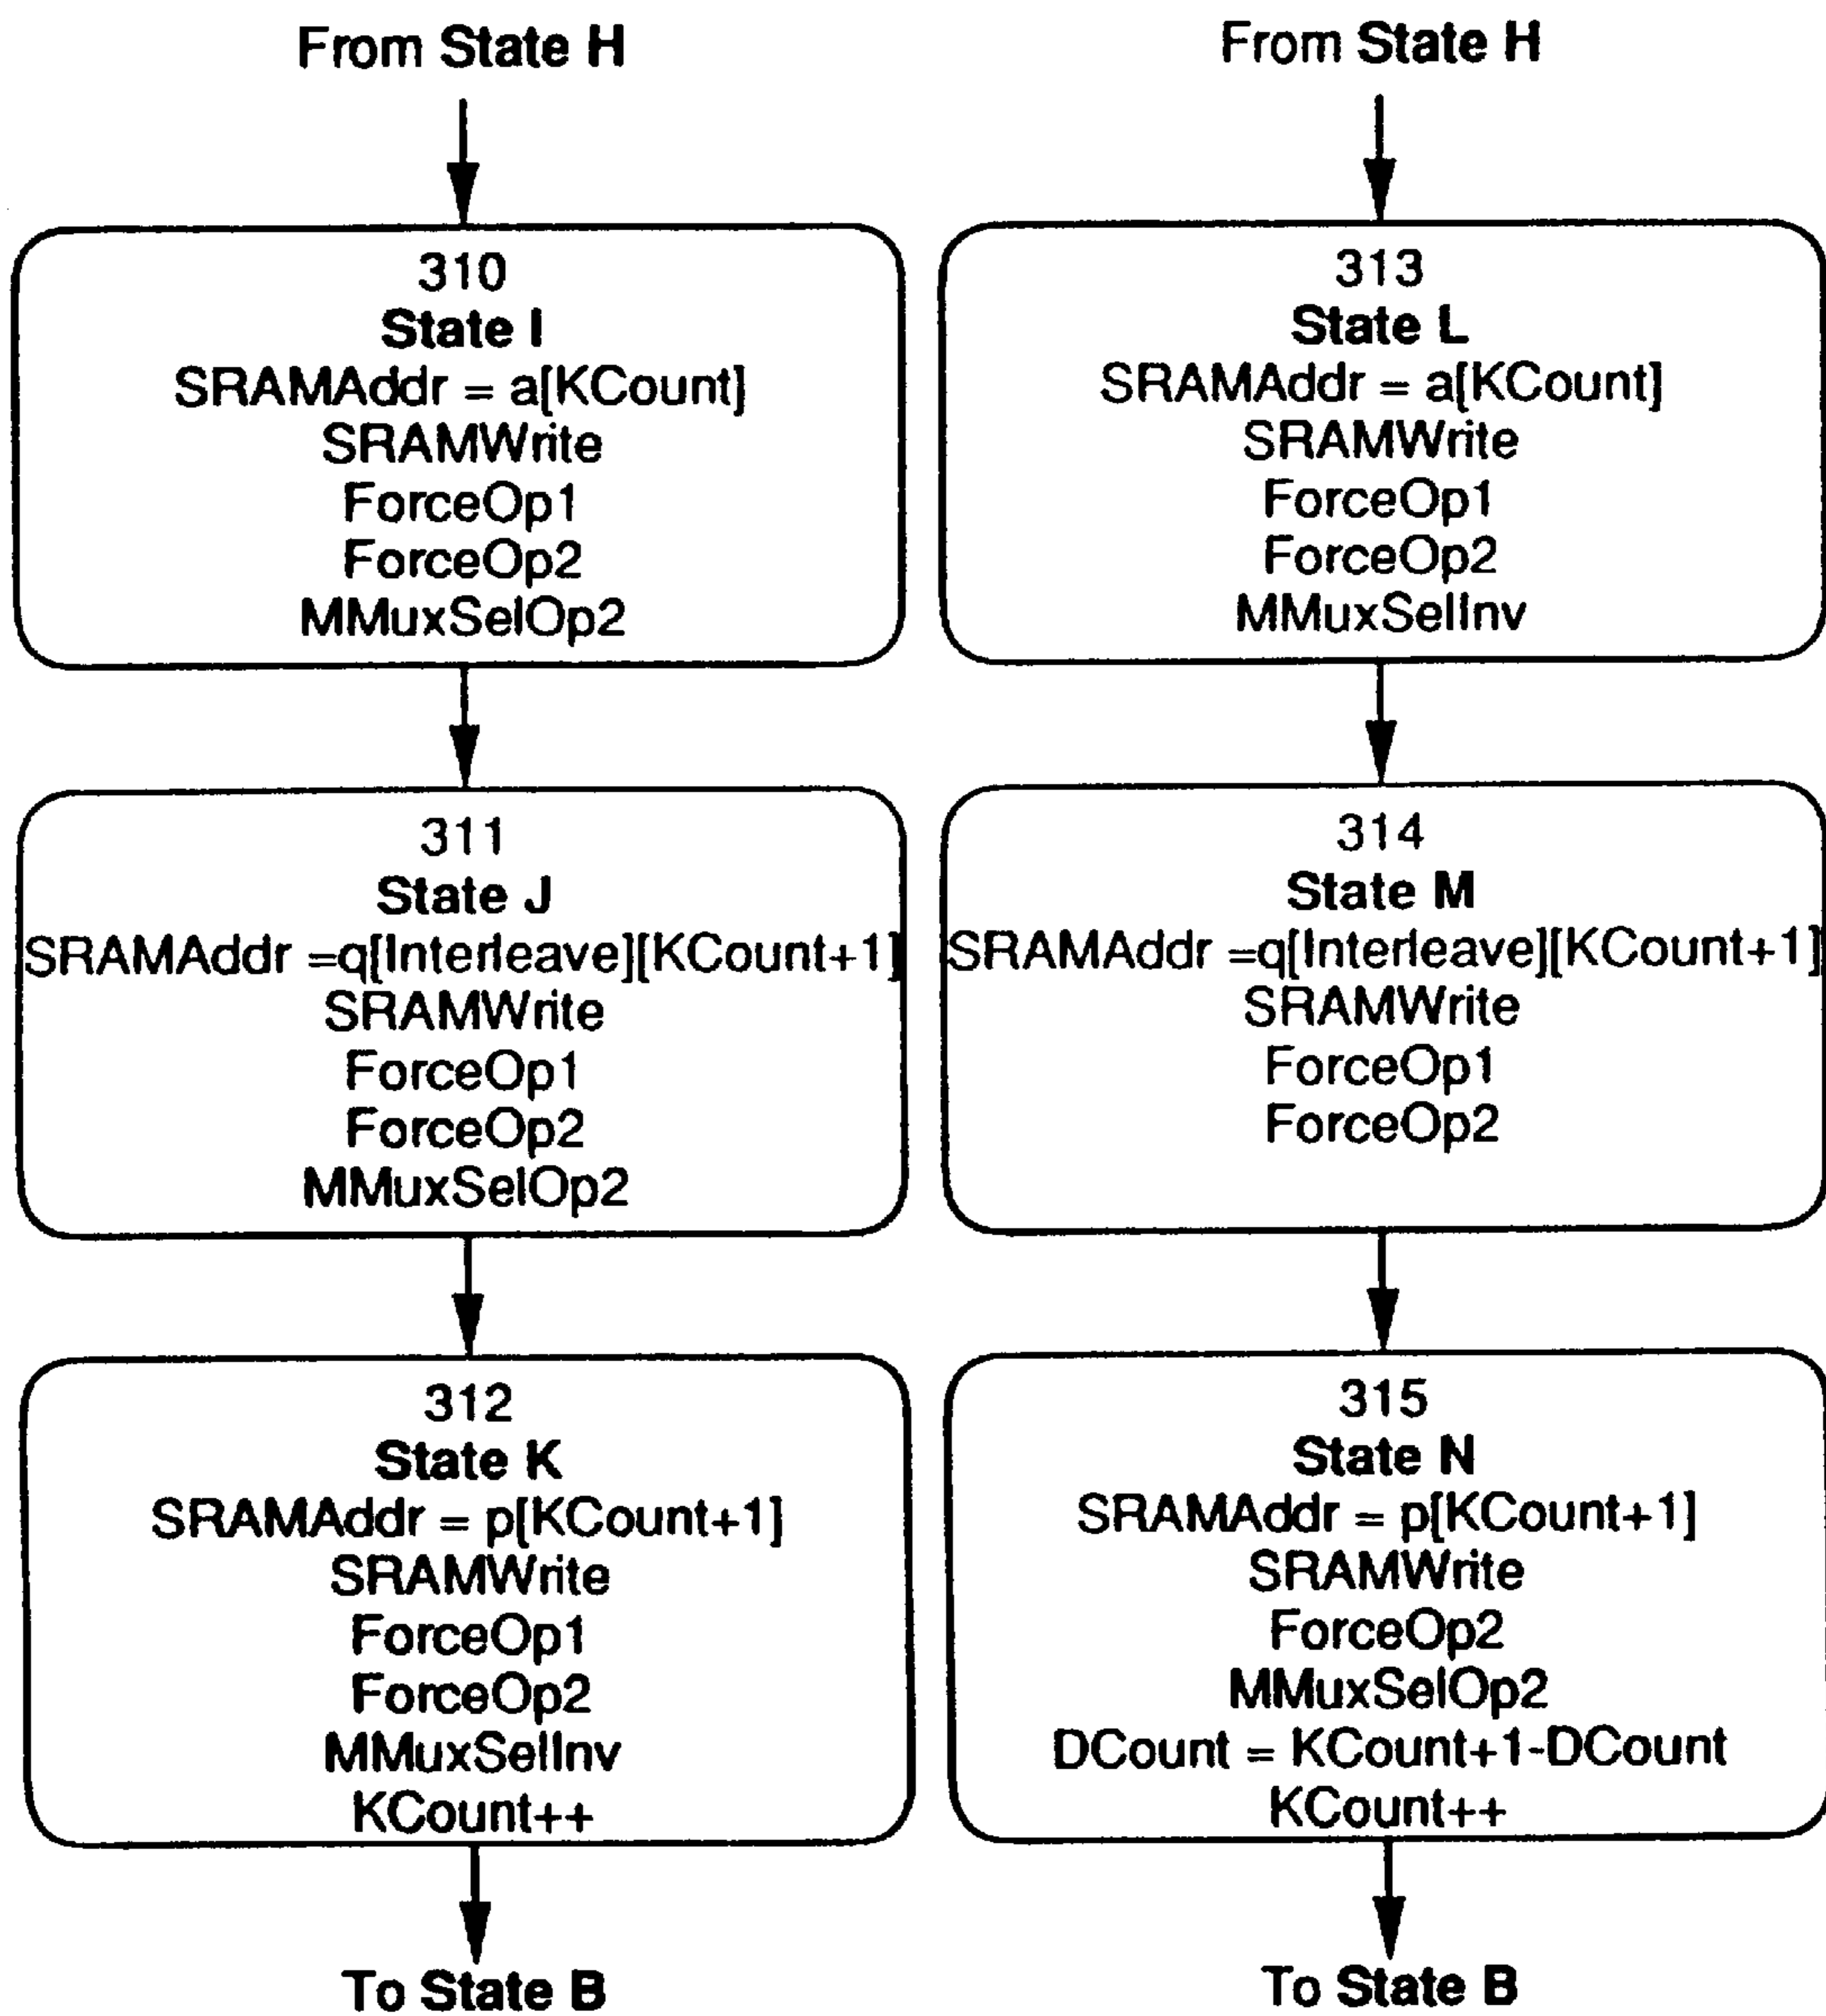 From State H
310
State I
SRAMAddr = a[KCount]
SRAMWrite
ForceOp1
ForceOp2
MMuxSelOp2
311
State J
SRAMAddr =q[Interleave][KCount+1]
SRAMWrite
ForceOp1
ForceOp2
MMuxSelOp2
312
State K
SRAMAddr = p[KCount+1]
SRAMWrite
ForceOp1
ForceOp2
MMuxSelInv
KCount++
To State B
From State H
313
State L
SRAMAddr = a[KCount]
SRAMWrite
ForceOp1
ForceOp2
MMuxSelInv
314
State M
SRAMAddr =q[Interleave][KCount+1]
SRAMWrite
ForceOp1
ForceOp2
315
State N
SRAMAddr = p[KCount+1]
SRAMWrite
ForceOp2
MMuxSelOp2
DCount = KCount+1-DCount
KCount++
To State B